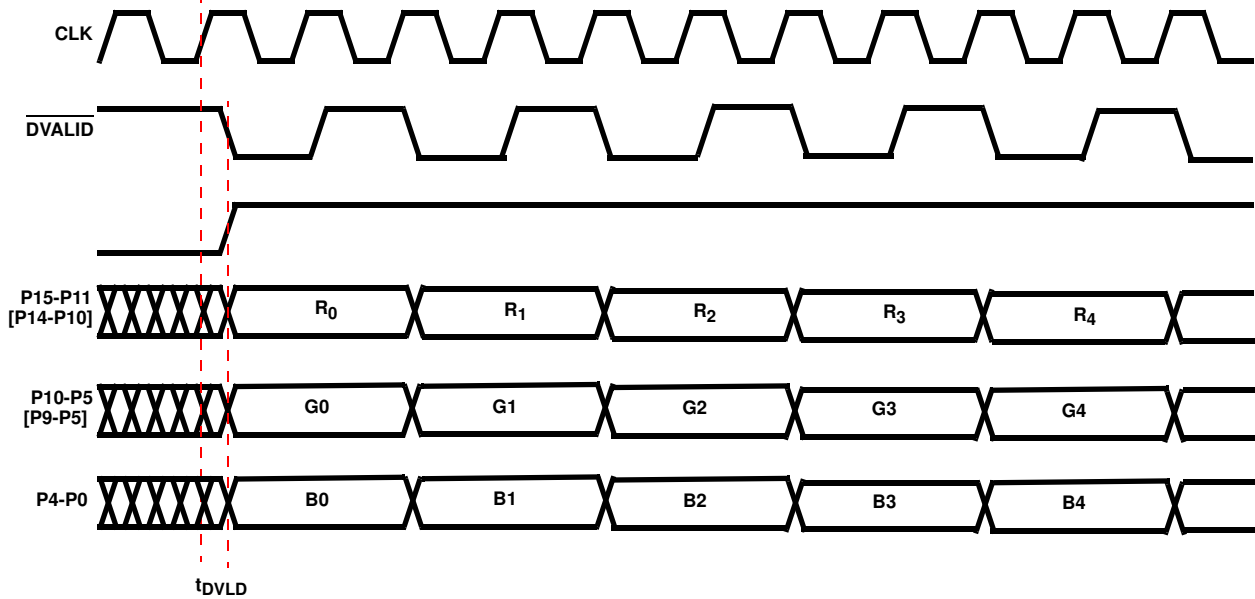 CLK
DVALID
P15-P11
[P14-P10]
R0
R1
R2
R3
R4
P10-P5
[P9-P5]
G0
G1
G2
G3
G4
P4-P0
B0
B1
B2
B3
B4
tDVLD